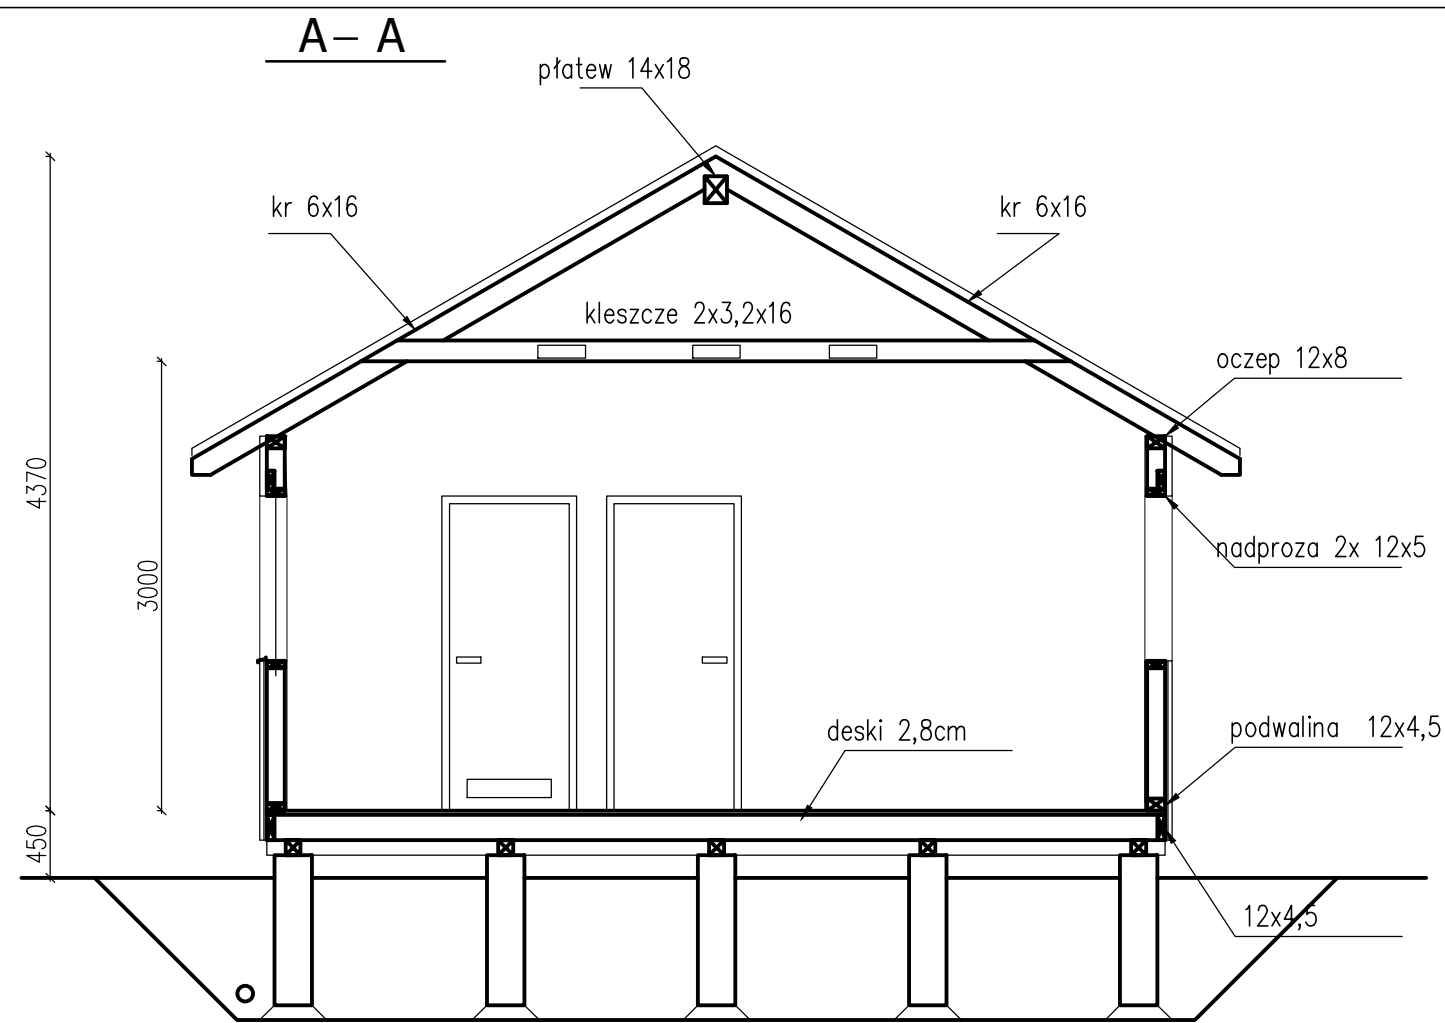 A– A
płatew 14x18
kr 6x16
kr 6x16
kleszcze 2x3,2x16
oczep 12x8
4370
3000
nadproza 2x 12x5
deski 2,8cm
podwalina 12x4,5
450
12x4,5